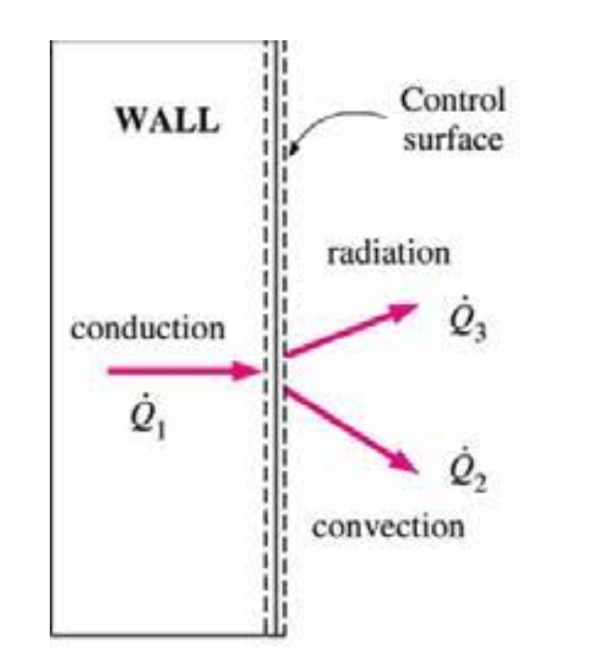 WALL
Control
surface
radiation
Q̇₃
conduction
Q̇₁
Q̇₂
convection